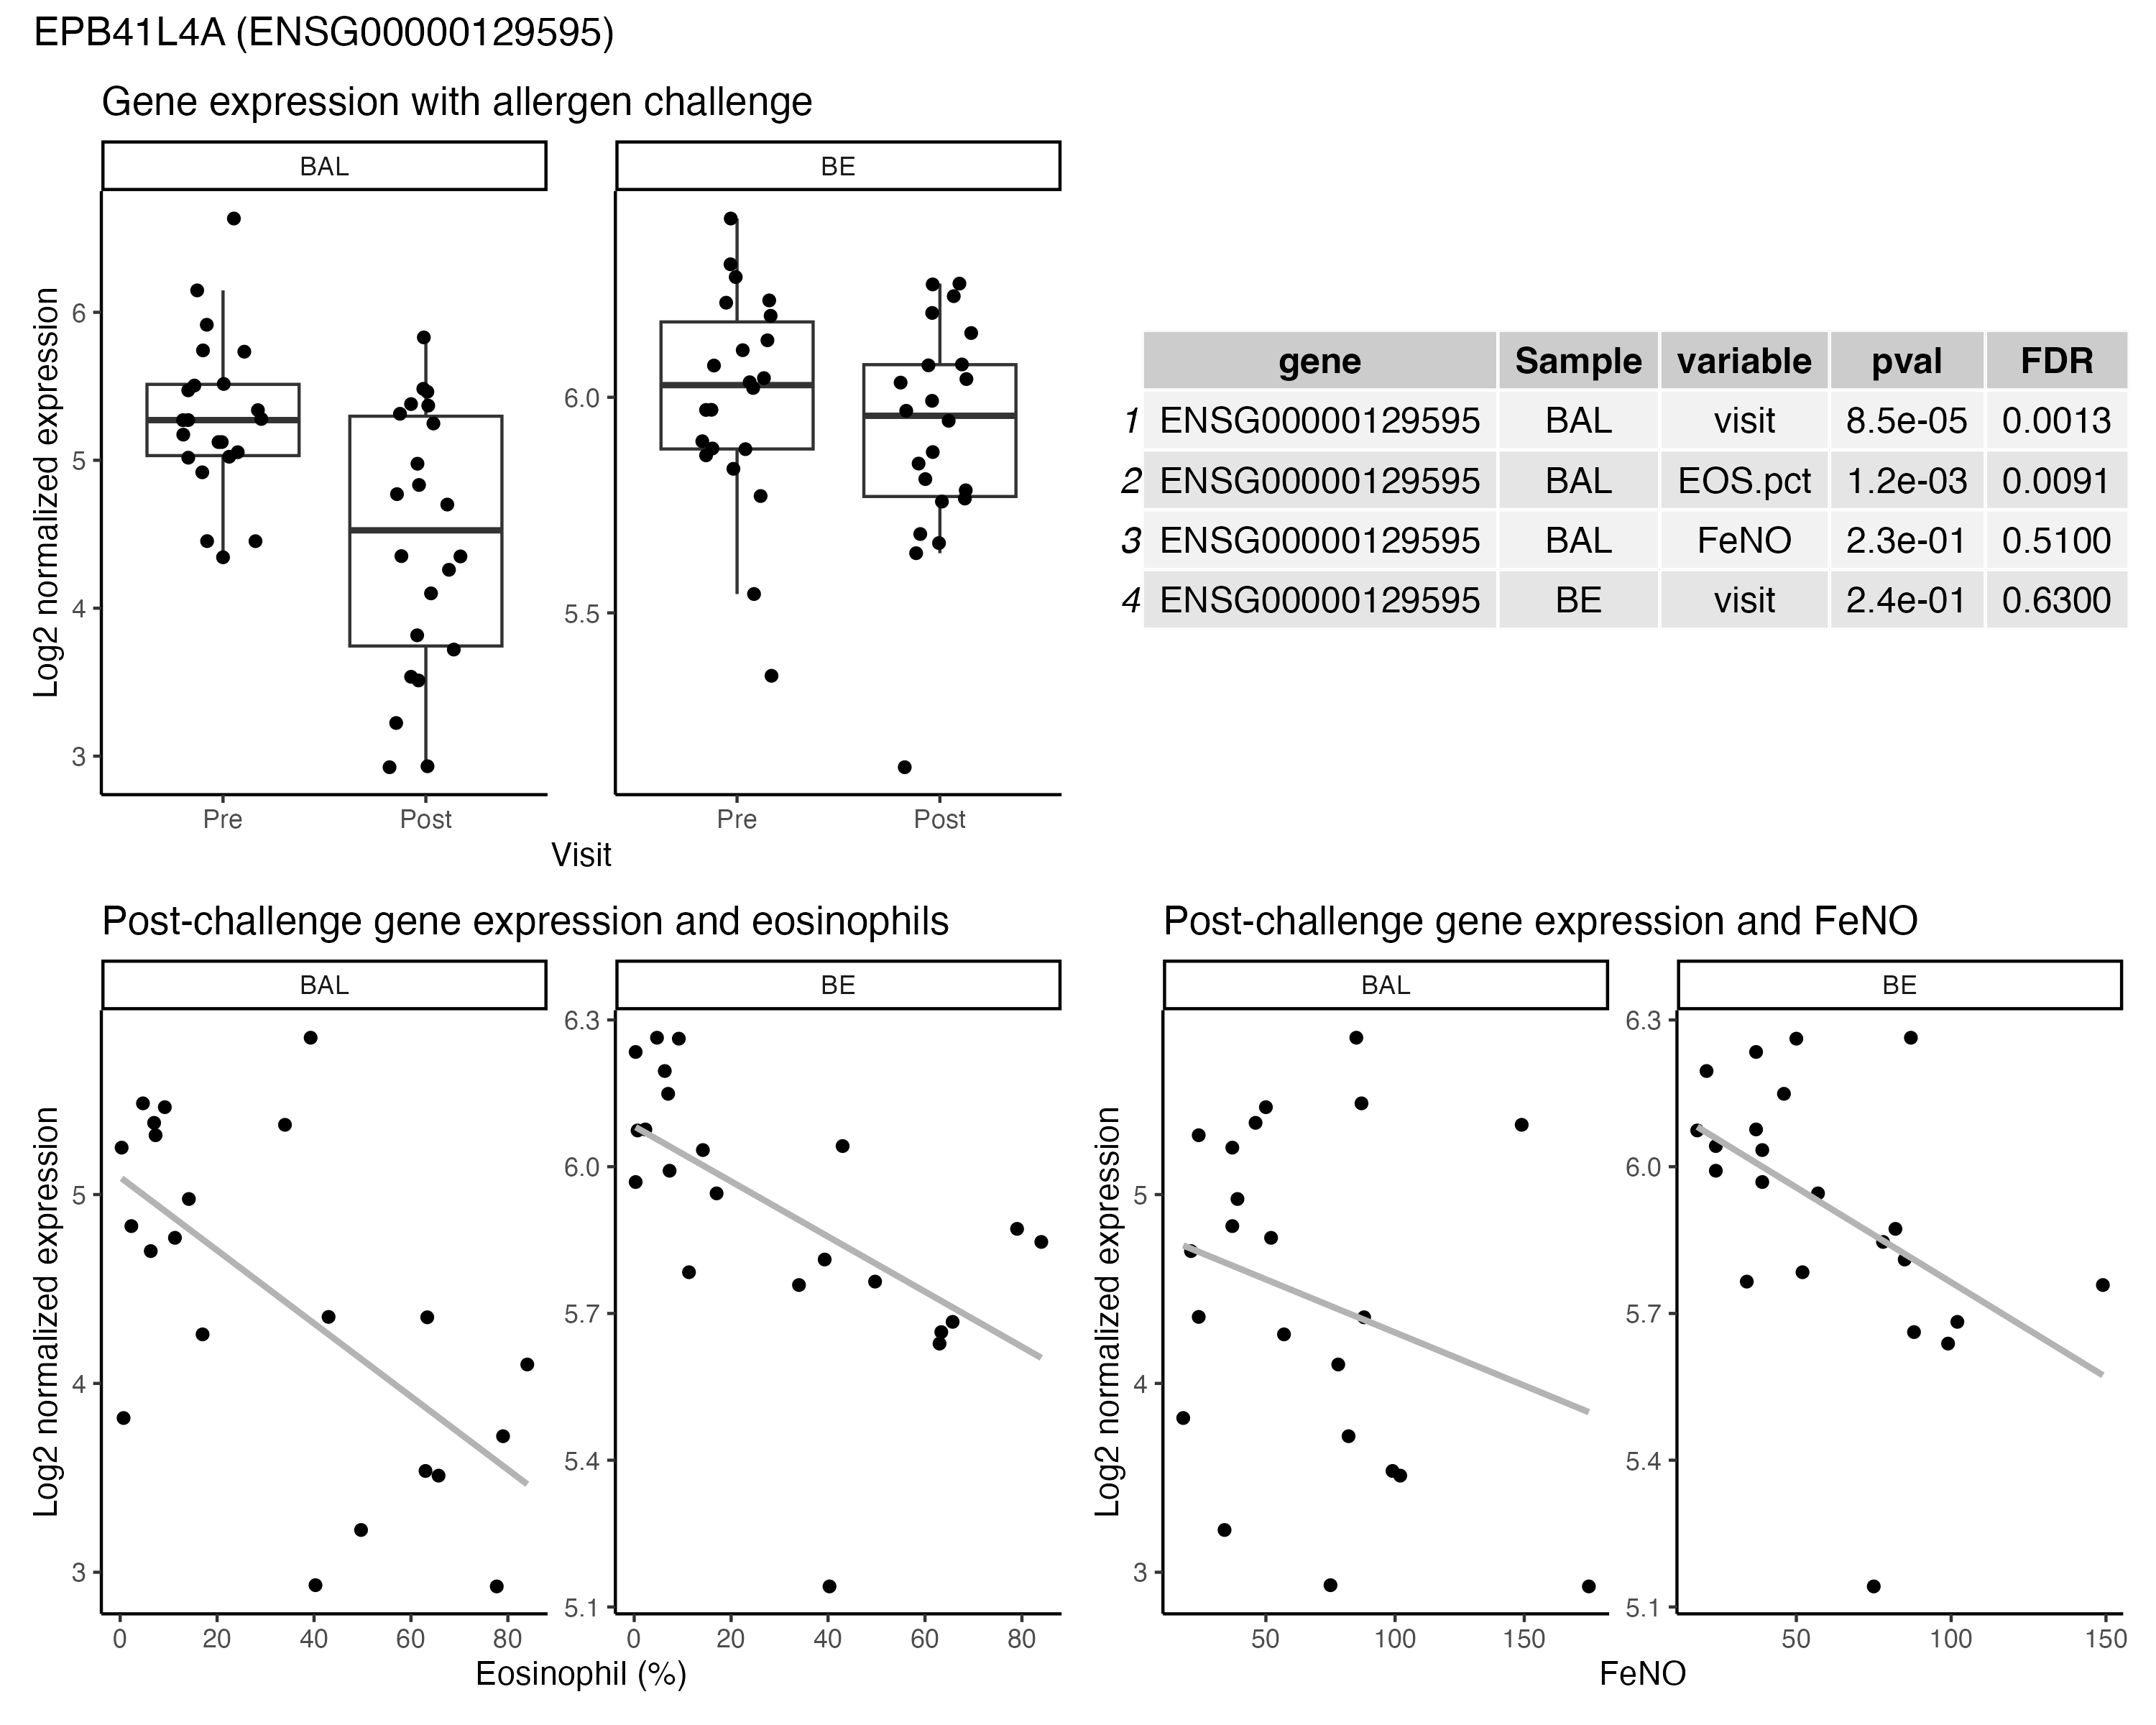 EPB41L4A (ENSG00000129595)
Gene expression with allergen challenge
BAL
BE
Log2 normalized expression
6
5
4
3
6.0
5.5
Pre
Post
Pre
Post
Visit
gene Sample variable pval FDR
1 ENSG00000129595 BAL visit 8.5e-05 0.0013
2 ENSG00000129595 BAL EOS.pct 1.2e-03 0.0091
3 ENSG00000129595 BAL FeNO 2.3e-01 0.5100
4 ENSG00000129595 BE visit 2.4e-01 0.6300
Post-challenge gene expression and eosinophils
BAL
BE
Log2 normalized expression
5
4
3
6.3
6.0
5.7
5.4
5.1
0 20 40 60 80
0 20 40 60 80
Eosinophil (%)
Post-challenge gene expression and FeNO
BAL
BE
Log2 normalized expression
5
4
3
6.3
6.0
5.7
5.4
5.1
50 100 150
50 100 150
FeNO